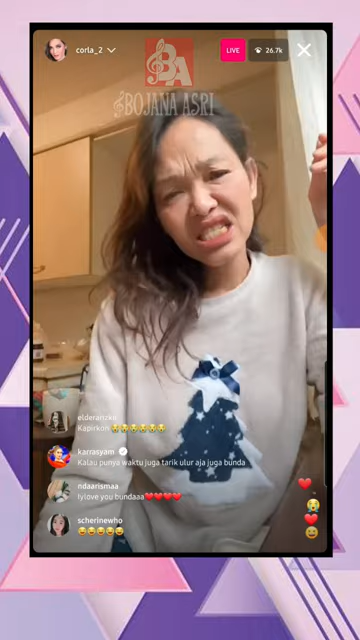 corla_2
LIVE
26.7k
BA
BOJANA ASRI
elderanzko
Kapirkon 😭😭😭😭😭😭
karrasyam
Kalau punya waktu juga tarik ulur aja juga bunda
ndaarismaa
Iylove you bundaaa❤️❤️❤️❤️
scherinewho
😂😂😂😂😂